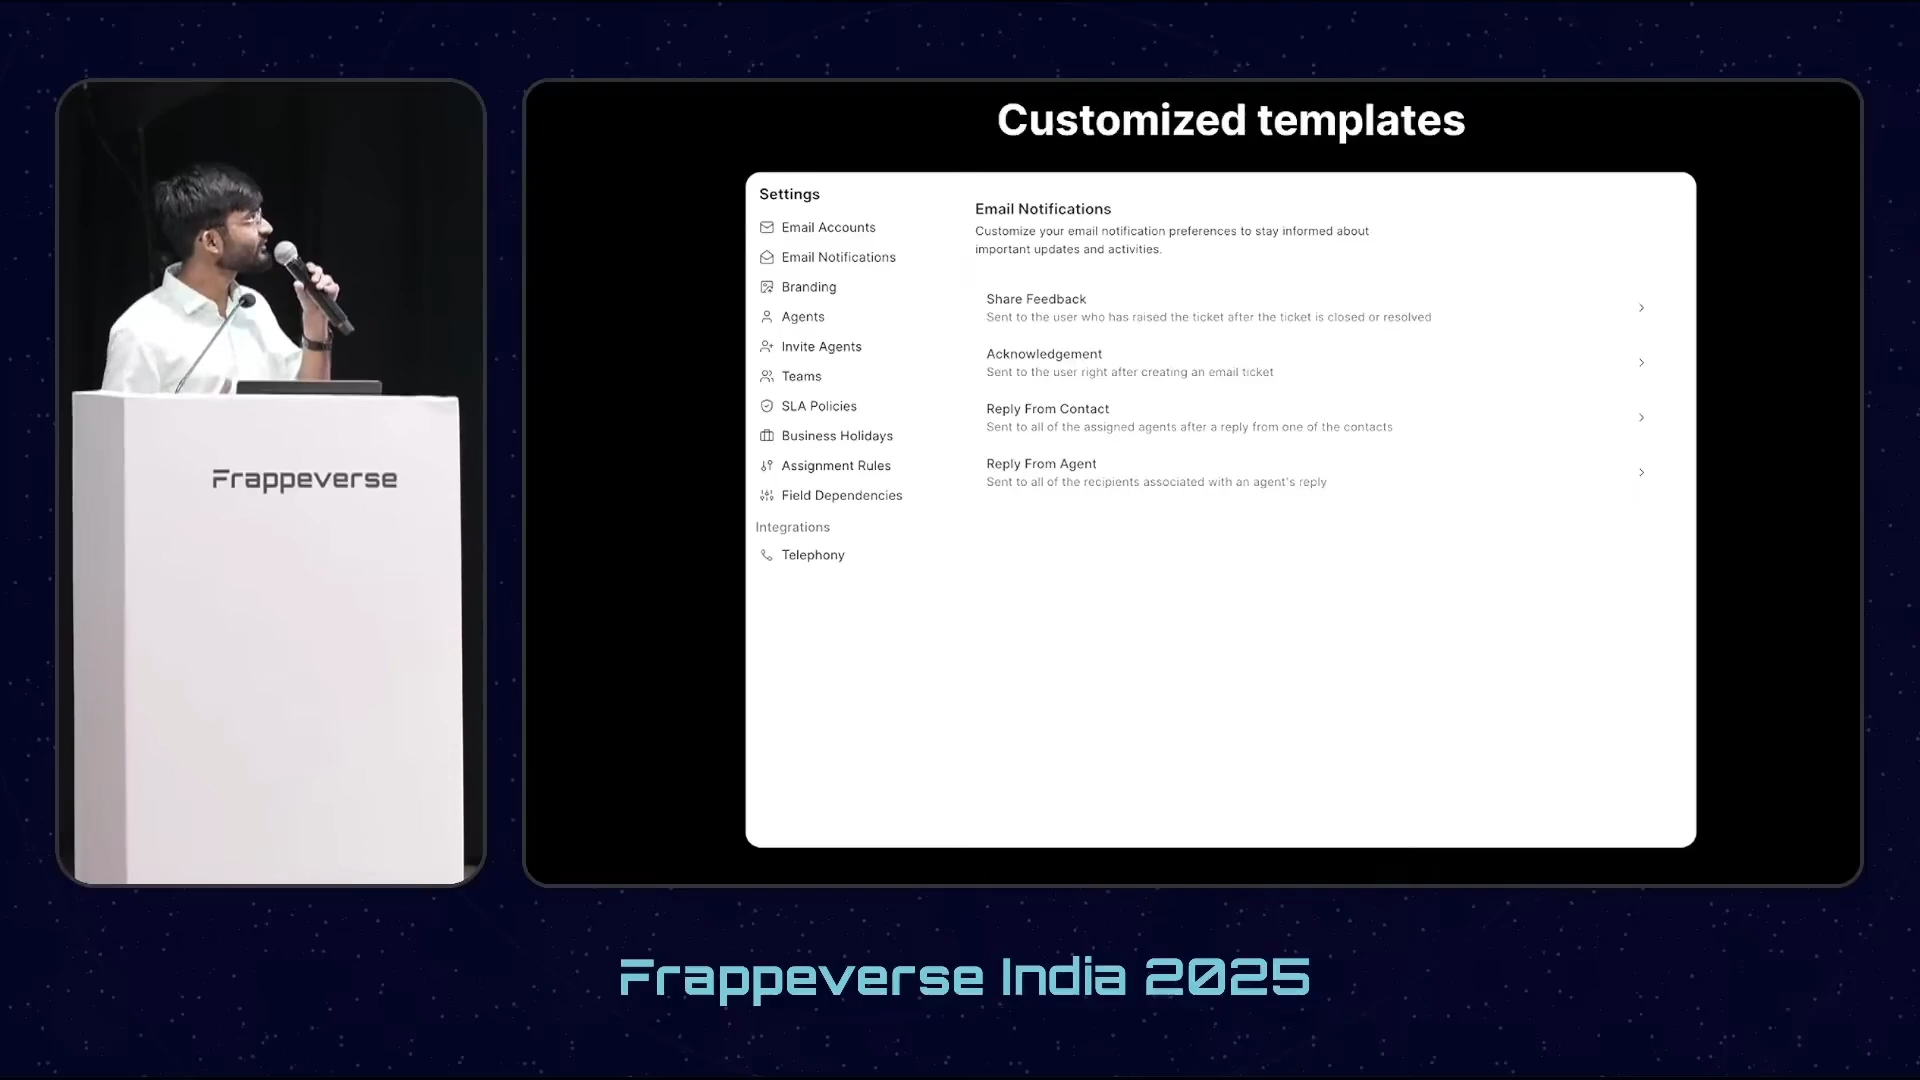 Customized templates
Settings
Email Accounts
Email Notifications
Branding
Agents
Invite Agents
Teams
SLA Policies
Business Holidays
Assignment Rules
Field Dependencies
Integrations
Telephony
Email Notifications
Customize your email notification preferences to stay informed about
important updates and activities.
Share Feedback
Sent to the user who has raised the ticket after the ticket is closed or resolved
Acknowledgement
Sent to the user right after creating an email ticket
Reply From Contact
Sent to all of the assigned agents after a reply from one of the contacts
Reply From Agent
Sent to all of the recipients associated with an agent's reply
Frappeverse
Frappeverse India 2025